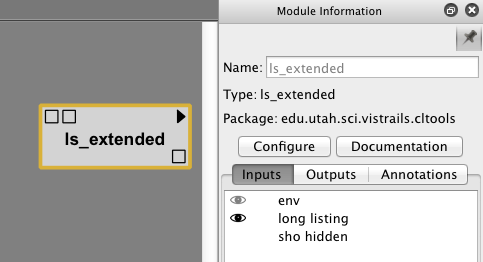 Module Information
Name: ls_extended
Type: ls_extended
Package: edu.utah.sci.vistrails.cltools
Configure Documentation
Inputs Outputs Annotations
env
long listing
sho hidden
ls_extended